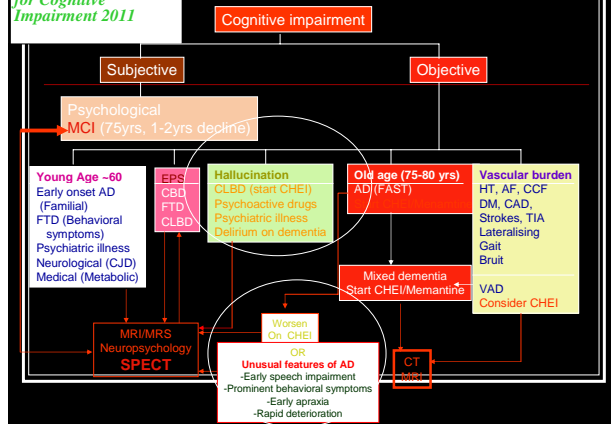 for Cognitive
Impairment 2011
Cognitive impairment
Subjective
Objective
Psychological
MCI (75yrs, 1-2yrs decline)
Young Age ~60
Early onset AD
(Familial)
FTD (Behavioral
symptoms)
Psychiatric illness
Neurological (CJD)
Medical (Metabolic)
EPS
CBD
FTD
CLBD
Hallucination
CLBD (start CHEI)
Psychoactive drugs
Psychiatric illness
Delirium on dementia
Old age (75-80 yrs)
AD (FAST)
Start CHEI/Memantine
Vascular burden
HT, AF, CCF
DM, CAD,
Strokes, TIA
Lateralising
Gait
Bruit
VAD
Consider CHEI
Mixed dementia
Start CHEI/Memantine
MRI/MRS
Neuropsychology
SPECT
Worsen
On CHEI
OR
Unusual features of AD
-Early speech impairment
-Prominent behavioral symptoms
-Early apraxia
-Rapid deterioration
CT
MRI